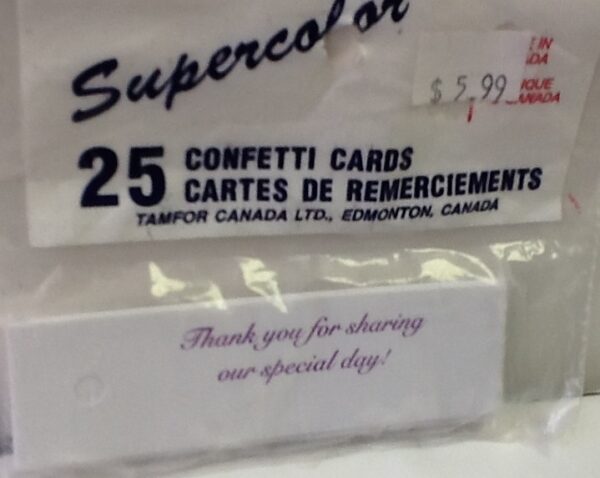 Supercolor
$ 5.99
IN
25 CONFETTI CARDS
CARTES DE REMERCIEMENTS
TAMFOR CANADA LTD., EDMONTON, CANADA
Thank you for sharing
our special day!